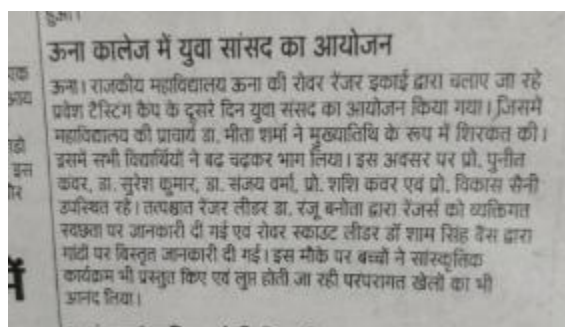 हुआ।
ऊना कालेज में युवा सांसद का आयोजन
ऊना। राजकीय महाविद्यालय ऊना की रोवर रेंजर इकाई द्वारा चलाए जा रहे
प्रवेश टैस्टिंग कैंप के दूसरे दिन युवा संसद का आयोजन किया गया। जिसमें
महाविद्यालय की प्राचार्य डा. मीता शर्मा ने मुख्यातिथि के रूप में शिरकत की।
इसमें सभी विद्यार्थियों ने बढ़ चढ़कर भाग लिया। इस अवसर पर प्रो. पुनीत
कंवर, डा. सुरेश कुमार, डा. संजय वर्मा, प्रो. शशि कंवर एवं प्रो. विकास सैनी
उपस्थित रहे। तत्पश्चात रेंजर लीडर डा. रंजू बनोता द्वारा रेंजर्स को व्यक्तिगत
स्वछता पर जानकारी दी गई एवं रोवर स्काउट लीडर डॉ शाम सिंह बैंस द्वारा
गांठों पर विस्तृत जानकारी दी गई। इस मौके पर बच्चों ने सांस्कृतिक
कार्यक्रम भी प्रस्तुत किए एवं लुप्त होती जा रही परंपरागत खेलों का भी
आनंद लिया।